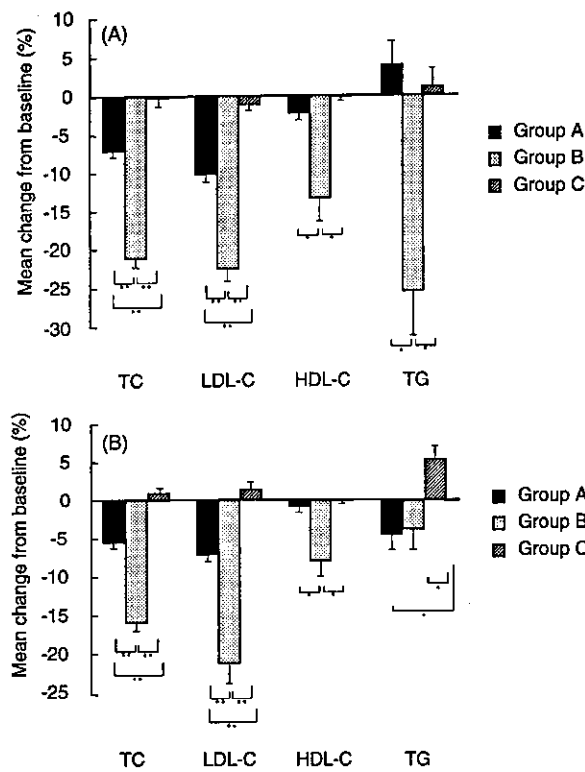 (A)
Mean change from baseline (%)
10
5
0
-5
-10
-15
-20
-25
-30
TC LDL-C HDL-C TG
Group A
Group B
Group C
(B)
Mean change from baseline (%)
10
5
0
-5
-10
-15
-20
-25
TC LDL-C HDL-C TG
Group A
Group B
Group C